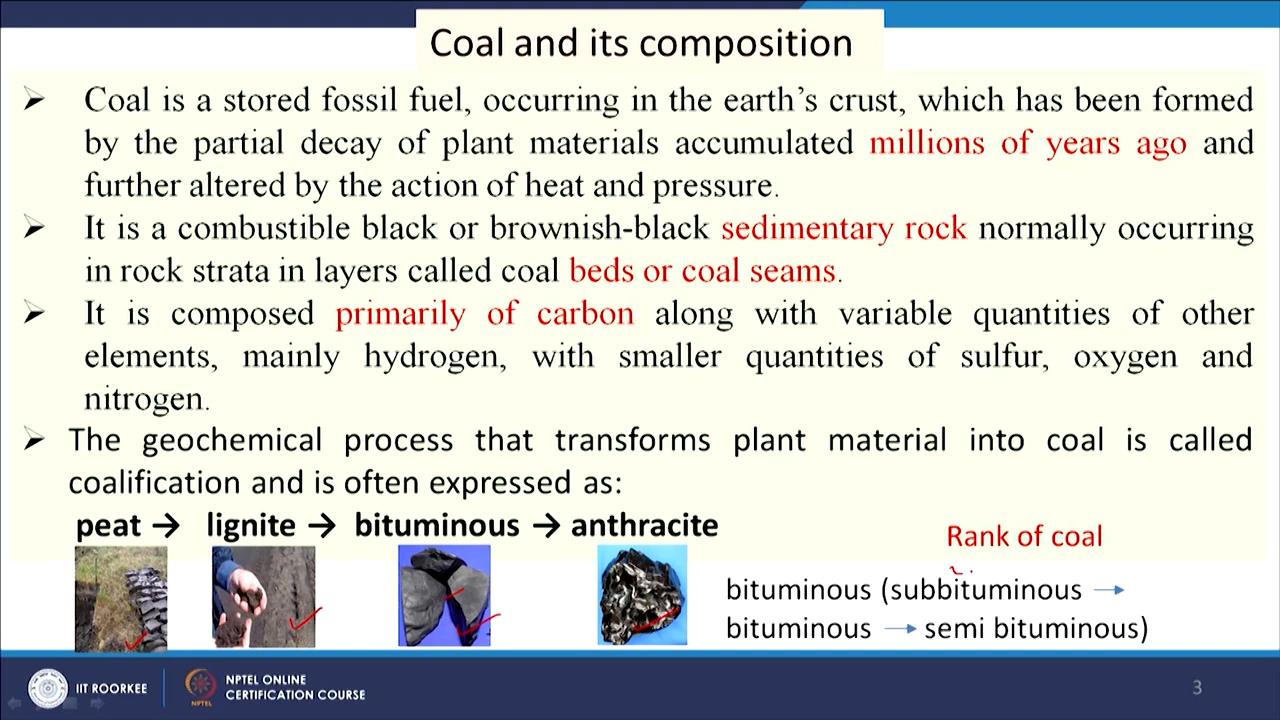 Coal and its composition
➢ Coal is a stored fossil fuel, occurring in the earth's crust, which has been formed
by the partial decay of plant materials accumulated millions of years ago and
further altered by the action of heat and pressure.
➢ It is a combustible black or brownish-black sedimentary rock normally occurring
in rock strata in layers called coal beds or coal seams.
➢ It is composed primarily of carbon along with variable quantities of other
elements, mainly hydrogen, with smaller quantities of sulfur, oxygen and
nitrogen.
➢ The geochemical process that transforms plant material into coal is called
coalification and is often expressed as:
peat → lignite → bituminous → anthracite
Rank of coal
bituminous (subbituminous →
bituminous → semi bituminous)
IIT ROORKEE
NPTEL
NPTEL ONLINE
CERTIFICATION COURSE
3